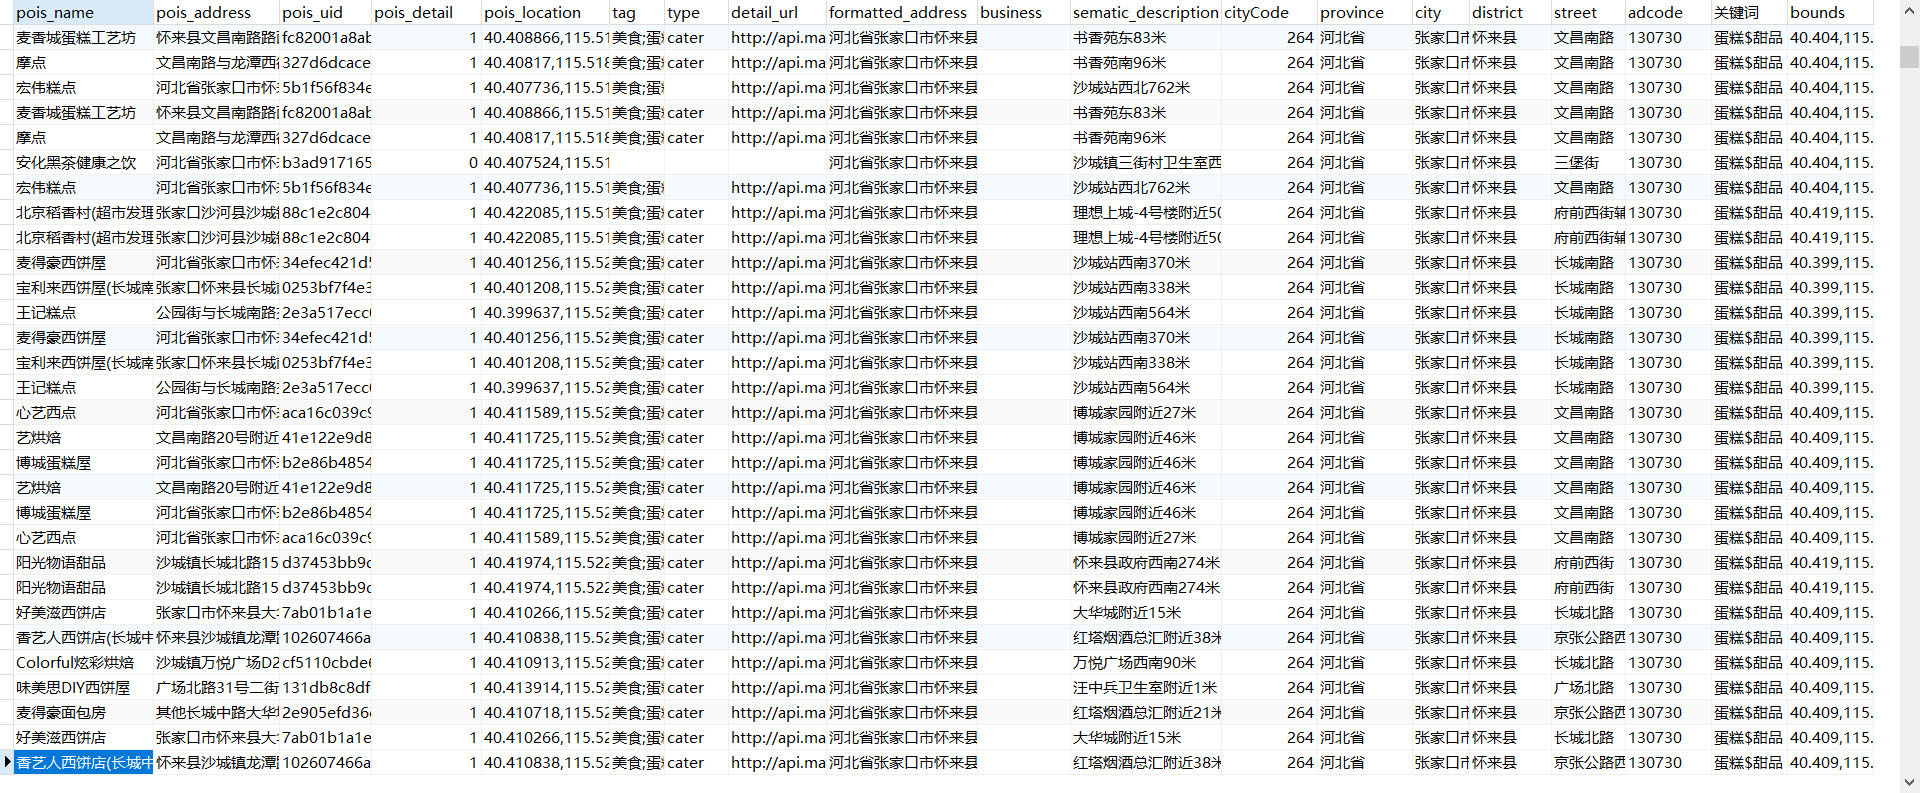 pois_name pois_address pois_uid pois_detail pois_location tag type detail_url formatted_address business sematic_description cityCode province city district street adcode 关键词 bounds
麦香城蛋糕工艺坊 怀来县文昌南路路 fc82001a8ab 1 40.408866,115.51 美食;蛋 cater http://api.ma 河北省张家口市怀来县 书香苑东83米 264 河北省 张家口市 怀来县 文昌南路 130730 蛋糕$甜品 40.404,115.
摩点 文昌南路与龙潭西 327d6dcace 1 40.40817,115.518 美食;蛋 cater http://api.ma 河北省张家口市怀来县 书香苑南96米 264 河北省 张家口市 怀来县 文昌南路 130730 蛋糕$甜品 40.404,115.
宏伟糕点 河北省张家口市怀 5b1f56f834e 1 40.407736,115.51 美食;蛋 http://api.ma 河北省张家口市怀来县 沙城站西北762米 264 河北省 张家口市 怀来县 文昌南路 130730 蛋糕$甜品 40.404,115.
麦香城蛋糕工艺坊 怀来县文昌南路路 fc82001a8ab 1 40.408866,115.51 美食;蛋 cater http://api.ma 河北省张家口市怀来县 书香苑东83米 264 河北省 张家口市 怀来县 文昌南路 130730 蛋糕$甜品 40.404,115.
摩点 文昌南路与龙潭西 327d6dcace 1 40.40817,115.518 美食;蛋 cater http://api.ma 河北省张家口市怀来县 书香苑南96米 264 河北省 张家口市 怀来县 文昌南路 130730 蛋糕$甜品 40.404,115.
安化黑茶健康之饮 河北省张家口市怀 b3ad917165 0 40.407524,115.51 河北省张家口市怀来县 沙城镇三街村卫生室西 264 河北省 张家口市 怀来县 三堡街 130730 蛋糕$甜品 40.404,115.
宏伟糕点 河北省张家口市怀 5b1f56f834e 1 40.407736,115.51 美食;蛋 http://api.ma 河北省张家口市怀来县 沙城站西北762米 264 河北省 张家口市 怀来县 文昌南路 130730 蛋糕$甜品 40.404,115.
北京稻香村(超市发理 张家口沙河县沙城 88c1e2c804 1 40.422085,115.51 美食;蛋 cater http://api.ma 河北省张家口市怀来县 理想上城-4号楼附近50 264 河北省 张家口市 怀来县 府前西街辅 130730 蛋糕$甜品 40.419,115.
北京稻香村(超市发理 张家口沙河县沙城 88c1e2c804 1 40.422085,115.51 美食;蛋 cater http://api.ma 河北省张家口市怀来县 理想上城-4号楼附近50 264 河北省 张家口市 怀来县 府前西街辅 130730 蛋糕$甜品 40.419,115.
麦得豪西饼屋 河北省张家口市怀 34efec421d5 1 40.401256,115.52 美食;蛋 cater http://api.ma 河北省张家口市怀来县 沙城站西南370米 264 河北省 张家口市 怀来县 长城南路 130730 蛋糕$甜品 40.399,115.
宝利来西饼屋(长城南 张家口怀来县长城 0253bf7f4e3 1 40.401208,115.52 美食;蛋 cater http://api.ma 河北省张家口市怀来县 沙城站西南338米 264 河北省 张家口市 怀来县 长城南路 130730 蛋糕$甜品 40.399,115.
王记糕点 公园街与长城南路 2e3a517ecc 1 40.399637,115.52 美食;蛋 cater http://api.ma 河北省张家口市怀来县 沙城站西南564米 264 河北省 张家口市 怀来县 长城南路 130730 蛋糕$甜品 40.399,115.
麦得豪西饼屋 河北省张家口市怀 34efec421d5 1 40.401256,115.52 美食;蛋 cater http://api.ma 河北省张家口市怀来县 沙城站西南370米 264 河北省 张家口市 怀来县 长城南路 130730 蛋糕$甜品 40.399,115.
宝利来西饼屋(长城南 张家口怀来县长城 0253bf7f4e3 1 40.401208,115.52 美食;蛋 cater http://api.ma 河北省张家口市怀来县 沙城站西南338米 264 河北省 张家口市 怀来县 长城南路 130730 蛋糕$甜品 40.399,115.
王记糕点 公园街与长城南路 2e3a517ecc 1 40.399637,115.52 美食;蛋 cater http://api.ma 河北省张家口市怀来县 沙城站西南564米 264 河北省 张家口市 怀来县 长城南路 130730 蛋糕$甜品 40.399,115.
心艺西点 河北省张家口市怀 aca16c039c9 1 40.411589,115.52 美食;蛋 cater http://api.ma 河北省张家口市怀来县 博城家园附近27米 264 河北省 张家口市 怀来县 文昌南路 130730 蛋糕$甜品 40.409,115.
艺烘焙 文昌南路20号附近 41e122e9d8 1 40.411725,115.52 美食;蛋 cater http://api.ma 河北省张家口市怀来县 博城家园附近46米 264 河北省 张家口市 怀来县 文昌南路 130730 蛋糕$甜品 40.409,115.
博城蛋糕屋 河北省张家口市怀 b2e86b4854 1 40.411725,115.52 美食;蛋 cater http://api.ma 河北省张家口市怀来县 博城家园附近46米 264 河北省 张家口市 怀来县 文昌南路 130730 蛋糕$甜品 40.409,115.
艺烘焙 文昌南路20号附近 41e122e9d8 1 40.411725,115.52 美食;蛋 cater http://api.ma 河北省张家口市怀来县 博城家园附近46米 264 河北省 张家口市 怀来县 文昌南路 130730 蛋糕$甜品 40.409,115.
博城蛋糕屋 河北省张家口市怀 b2e86b4854 1 40.411725,115.52 美食;蛋 cater http://api.ma 河北省张家口市怀来县 博城家园附近46米 264 河北省 张家口市 怀来县 文昌南路 130730 蛋糕$甜品 40.409,115.
心艺西点 河北省张家口市怀 aca16c039c9 1 40.411589,115.52 美食;蛋 cater http://api.ma 河北省张家口市怀来县 博城家园附近27米 264 河北省 张家口市 怀来县 文昌南路 130730 蛋糕$甜品 40.409,115.
阳光物语甜品 沙城镇长城北路15 d37453bb9c 1 40.41974,115.522 美食;蛋 cater http://api.ma 河北省张家口市怀来县 怀来县政府西南274米 264 河北省 张家口市 怀来县 府前西街 130730 蛋糕$甜品 40.419,115.
阳光物语甜品 沙城镇长城北路15 d37453bb9c 1 40.41974,115.522 美食;蛋 cater http://api.ma 河北省张家口市怀来县 怀来县政府西南274米 264 河北省 张家口市 怀来县 府前西街 130730 蛋糕$甜品 40.419,115.
好美滋西饼店 张家口市怀来县大 7ab01b1a1e 1 40.410266,115.52 美食;蛋 cater http://api.ma 河北省张家口市怀来县 大华城附近15米 264 河北省 张家口市 怀来县 长城北路 130730 蛋糕$甜品 40.409,115.
香艺人西饼店(长城中 怀来县沙城镇龙潭 102607466a 1 40.410838,115.52 美食;蛋 cater http://api.ma 河北省张家口市怀来县 红塔烟酒总汇附近38米 264 河北省 张家口市 怀来县 京张公路西 130730 蛋糕$甜品 40.409,115.
Colorful炫彩烘焙 沙城镇万悦广场D2 cf5110cbde6 1 40.410913,115.52 美食;蛋 cater http://api.ma 河北省张家口市怀来县 万悦广场西南90米 264 河北省 张家口市 怀来县 长城北路 130730 蛋糕$甜品 40.409,115.
味美思DIY西饼屋 广场北路31号二街 131db8c8df 1 40.413914,115.52 美食;蛋 cater http://api.ma 河北省张家口市怀来县 汪中兵卫生室附近1米 264 河北省 张家口市 怀来县 广场北路 130730 蛋糕$甜品 40.409,115.
麦得豪面包房 其他长城中路大华 2e905efd36 1 40.410718,115.52 美食;蛋 cater http://api.ma 河北省张家口市怀来县 红塔烟酒总汇附近21米 264 河北省 张家口市 怀来县 京张公路西 130730 蛋糕$甜品 40.409,115.
好美滋西饼店 张家口市怀来县大 7ab01b1a1e 1 40.410266,115.52 美食;蛋 cater http://api.ma 河北省张家口市怀来县 大华城附近15米 264 河北省 张家口市 怀来县 长城北路 130730 蛋糕$甜品 40.409,115.
香艺人西饼店(长城中 怀来县沙城镇龙潭 102607466a 1 40.410838,115.52 美食;蛋 cater http://api.ma 河北省张家口市怀来县 红塔烟酒总汇附近38米 264 河北省 张家口市 怀来县 京张公路西 130730 蛋糕$甜品 40.409,115.